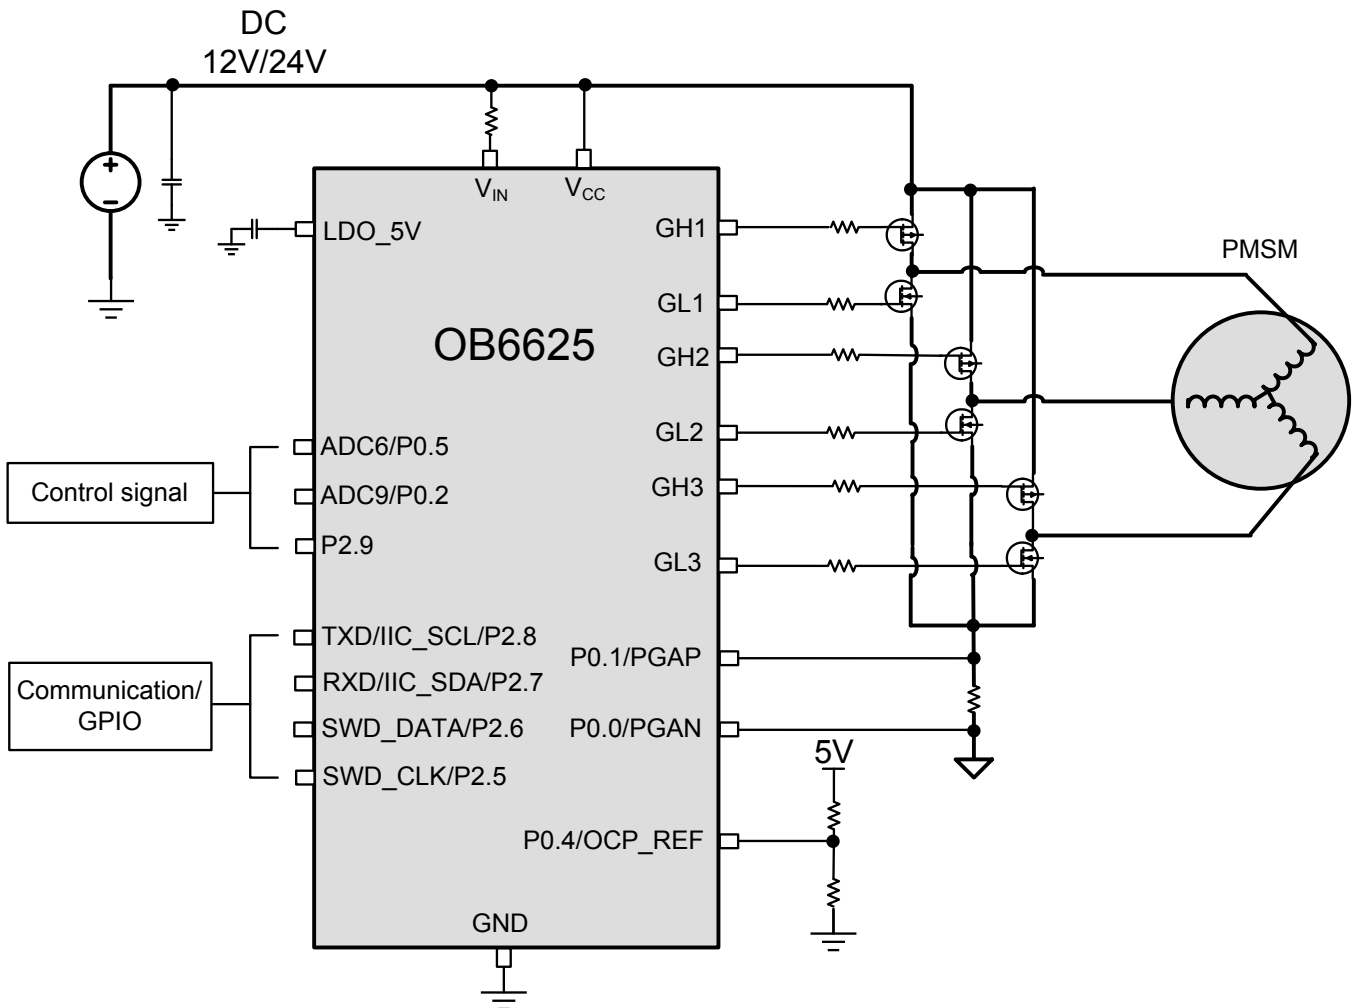 DC
12V/24V
VIN
VCC
LDO_5V
GH1
PMSM
GL1
OB6625
GH2
GL2
ADC6/P0.5
Control signal
ADC9/P0.2
GH3
P2.9
GL3
TXD/IIC_SCL/P2.8
P0.1/PGAP
RXD/IIC_SDA/P2.7
Communication/
GPIO
SWD_DATA/P2.6
P0.0/PGAN
5V
SWD_CLK/P2.5
P0.4/OCP_REF
GND